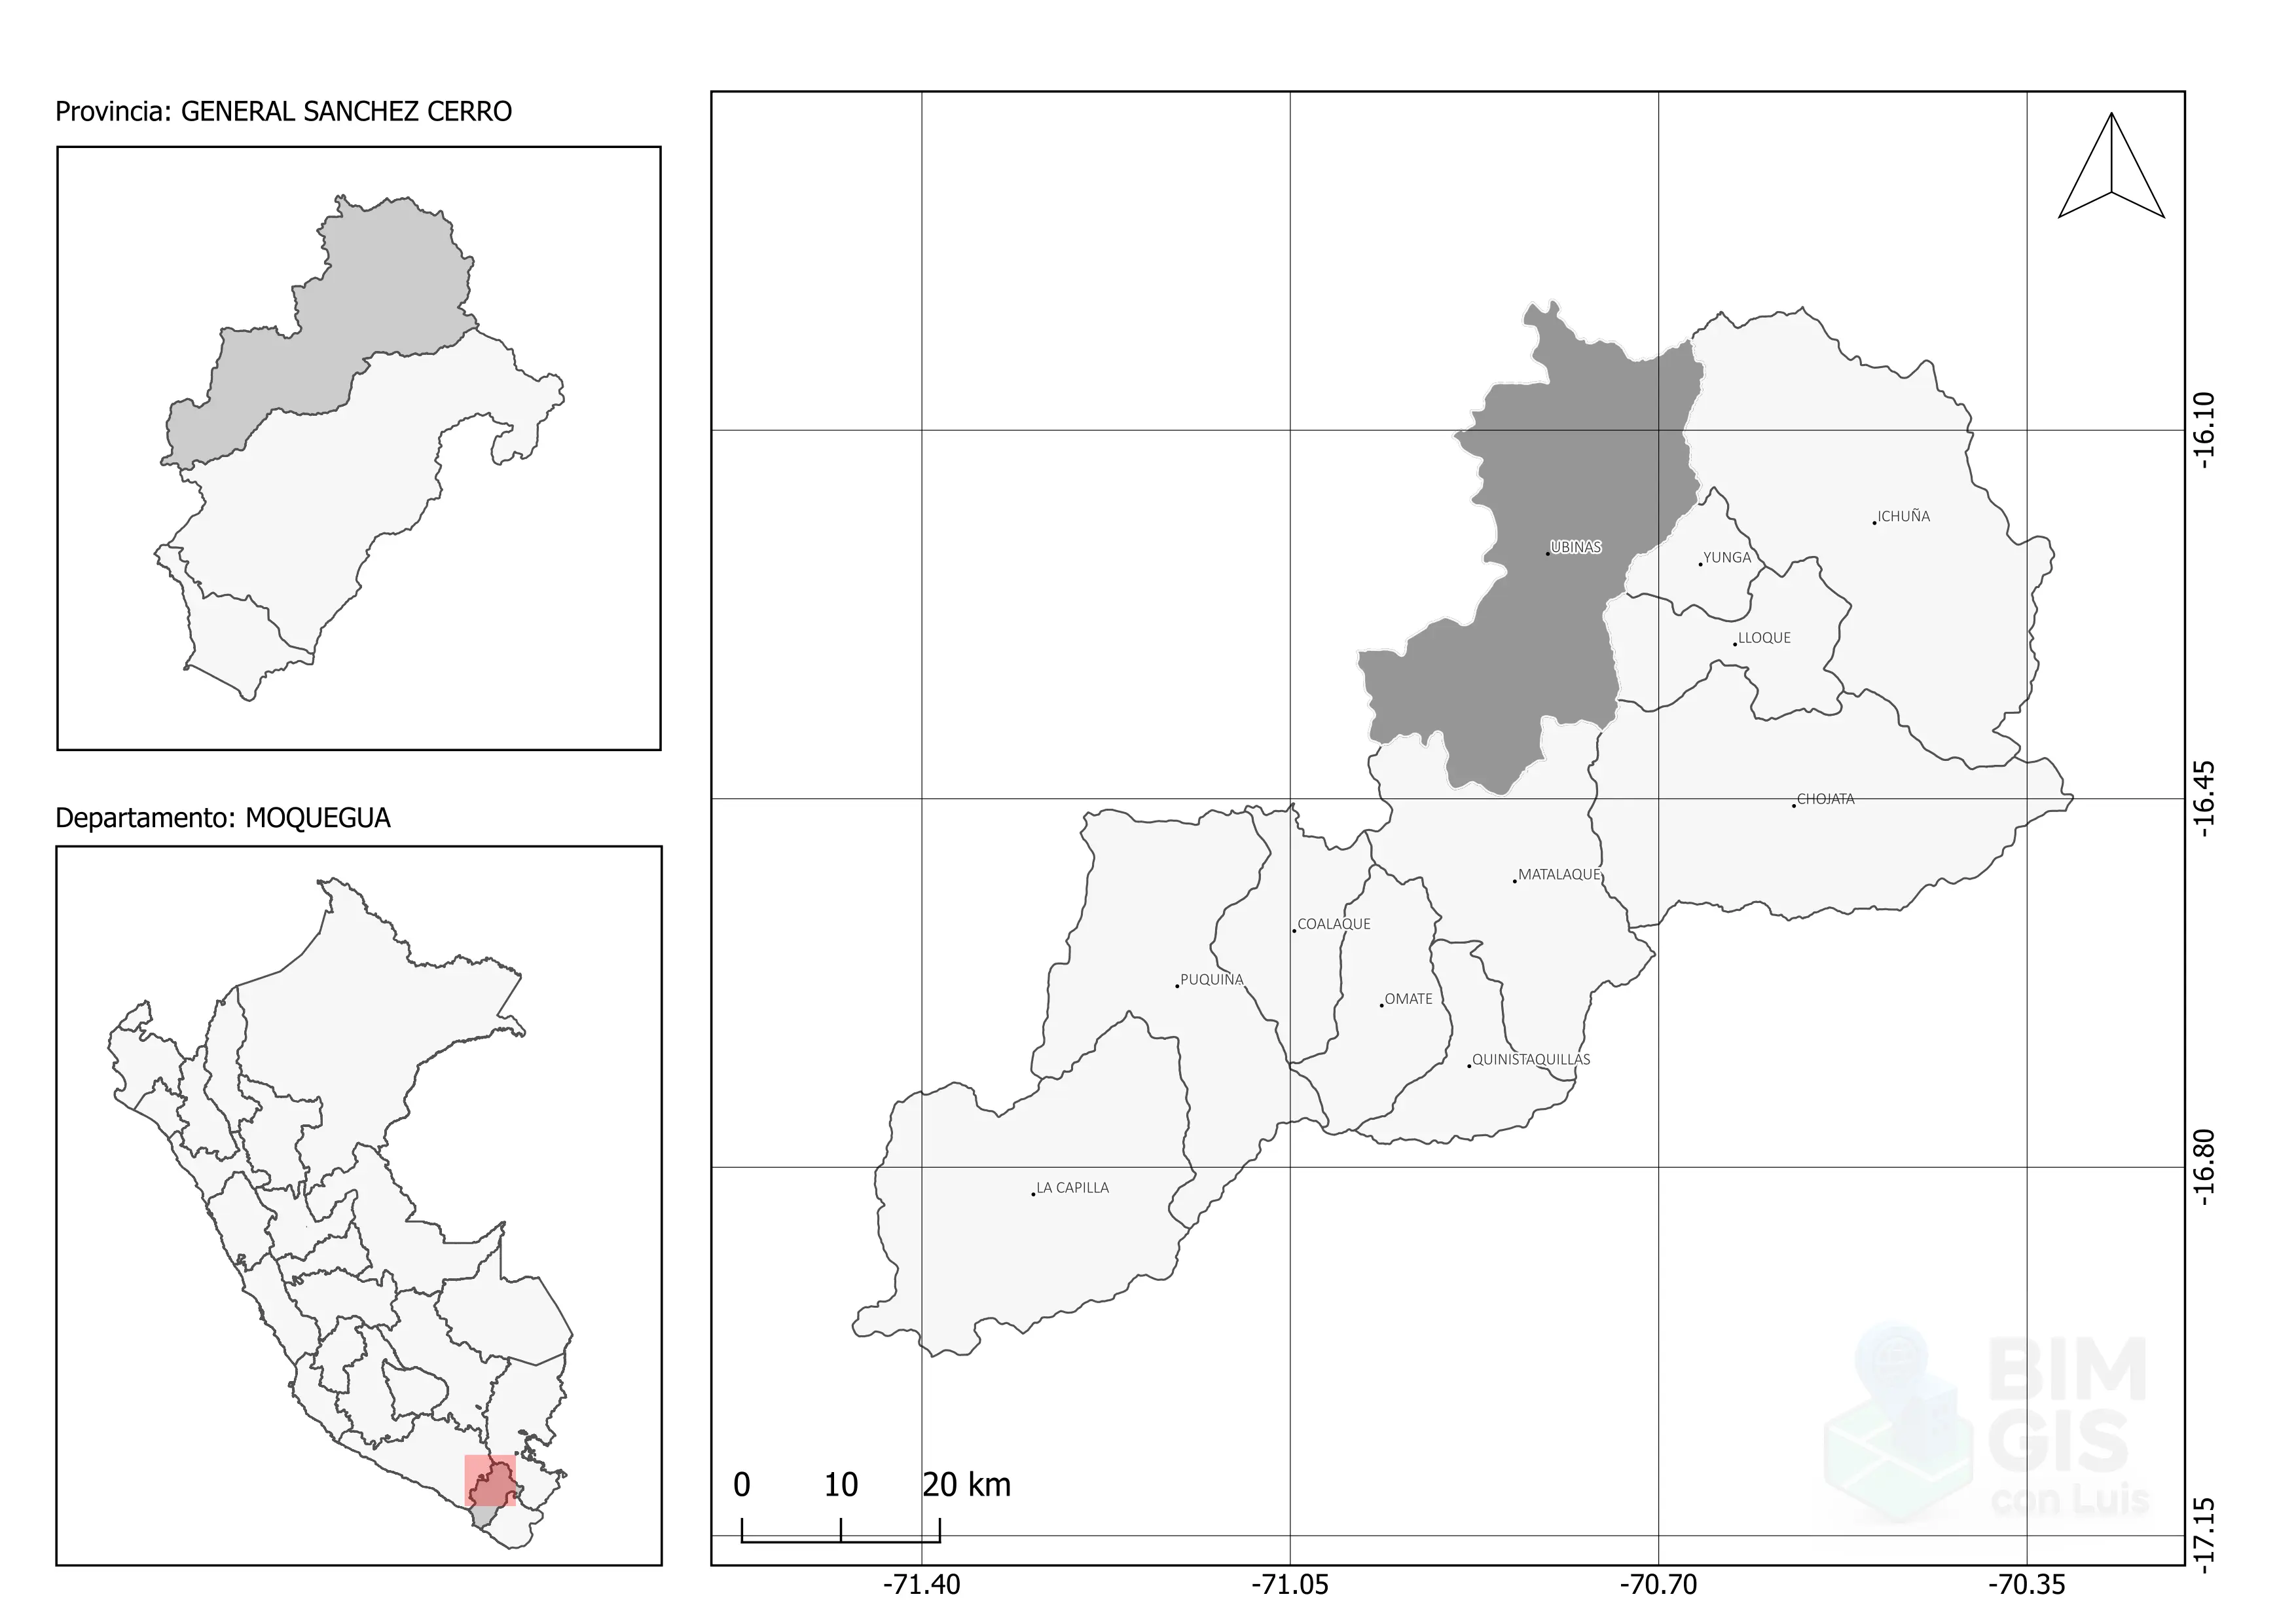 Provincia: GENERAL SANCHEZ CERRO
Departamento: MOQUEGUA
UBINAS
ICHUÑA
YUNGA
LLOQUE
CHOJATA
MATALAQUE
COALAQUE
PUQUINA
OMATE
QUINISTAQUILLAS
LA CAPILLA
-16.10
-16.45
-16.80
-17.15
BIM
GIS
con Luis
0 10 20 km
-71.40 -71.05 -70.70 -70.35